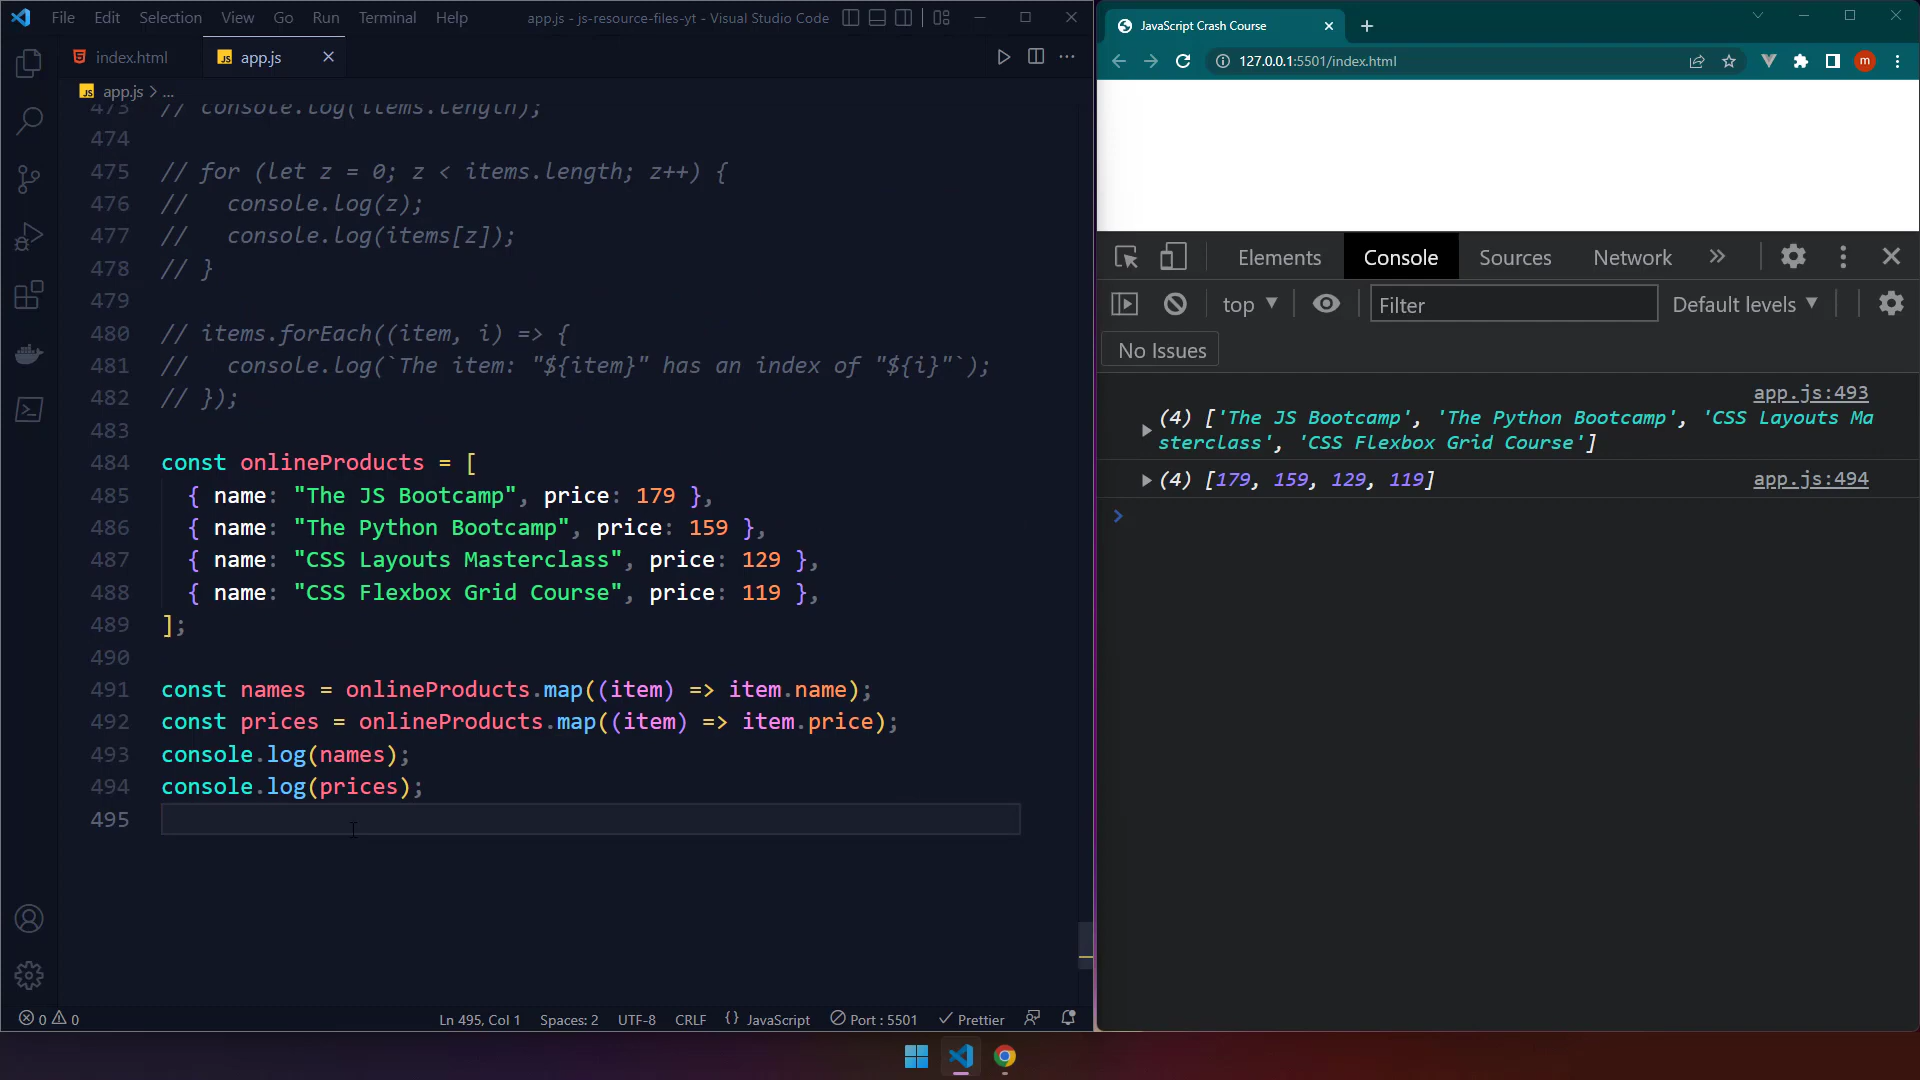 File Edit Selection View Go Run Terminal Help
app.js - js-resource-files-yt - Visual Studio Code
index.html
app.js
app.js > ...
473 // console.log(items.length);
474
475 // for (let z = 0; z < items.length; z++) {
476 //   console.log(z);
477 //   console.log(items[z]);
478 // }
479
480 // items.forEach((item, i) => {
481 //   console.log(`The item: "${item}" has an index of "${i}"`);
482 // });
483
484 const onlineProducts = [
485   { name: "The JS Bootcamp", price: 179 },
486   { name: "The Python Bootcamp", price: 159 },
487   { name: "CSS Layouts Masterclass", price: 129 },
488   { name: "CSS Flexbox Grid Course", price: 119 },
489 ];
490
491 const names = onlineProducts.map((item) => item.name);
492 const prices = onlineProducts.map((item) => item.price);
493 console.log(names);
494 console.log(prices);
495
0 0
Ln 495, Col 1 Spaces: 2 UTF-8 CRLF {} JavaScript Port : 5501 Prettier
JavaScript Crash Course
127.0.0.1:5501/index.html
m
Elements Console Sources Network
top Filter Default levels
No Issues
app.js:493
(4) ['The JS Bootcamp', 'The Python Bootcamp', 'CSS Layouts Ma
sterclass', 'CSS Flexbox Grid Course']
(4) [179, 159, 129, 119] app.js:494